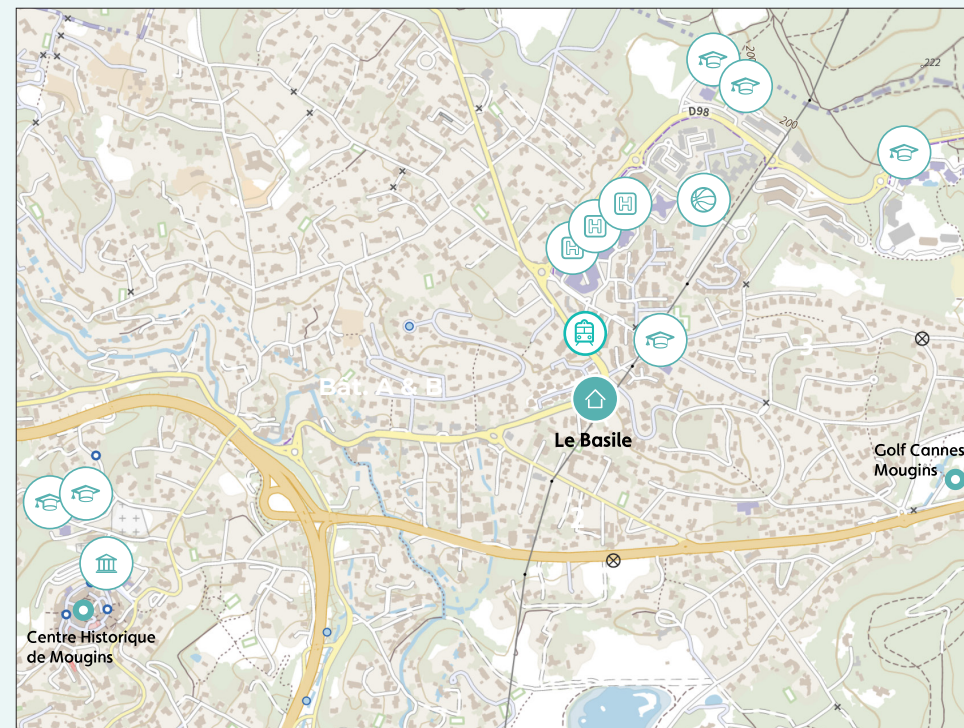 200
222
D98
200
H
H
H
3
Bât. A & B
Le Basile
Golf Cannes
Mougins
2
Centre Historique
de Mougins